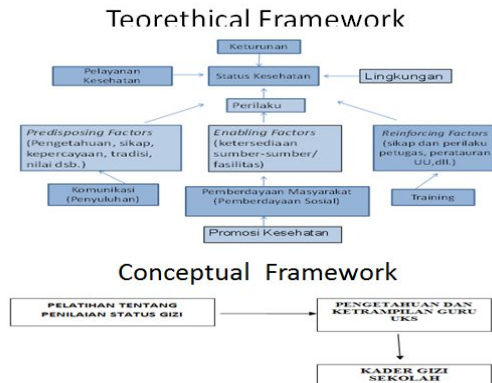 Teorethical Framework
Keturunan
Pelayanan
Kesehatan
Status Kesehatan
Lingkungan
Perilaku
Predisposing Factors
(Pengetahuan, sikap,
kepercayaan, tradisi,
nilai dsb.)
Enabling Factors
(ketersediaan
sumber-sumber/
fasilitas)
Reinforcing Factors
(sikap dan perilaku
petugas, peratauran
UU,dll.)
Komunikasi
(Penyuluhan)
Pemberdayaan Masyarakat
(Pemberdayaan Sosial)
Training
Promosi Kesehatan
Conceptual Framework
PELATIHAN TENTANG
PENILAIAN STATUS GIZI
PENGETAHUAN DAN
KETRAMPILAN GURU
UKS
KADER GIZI
SEKOLAH